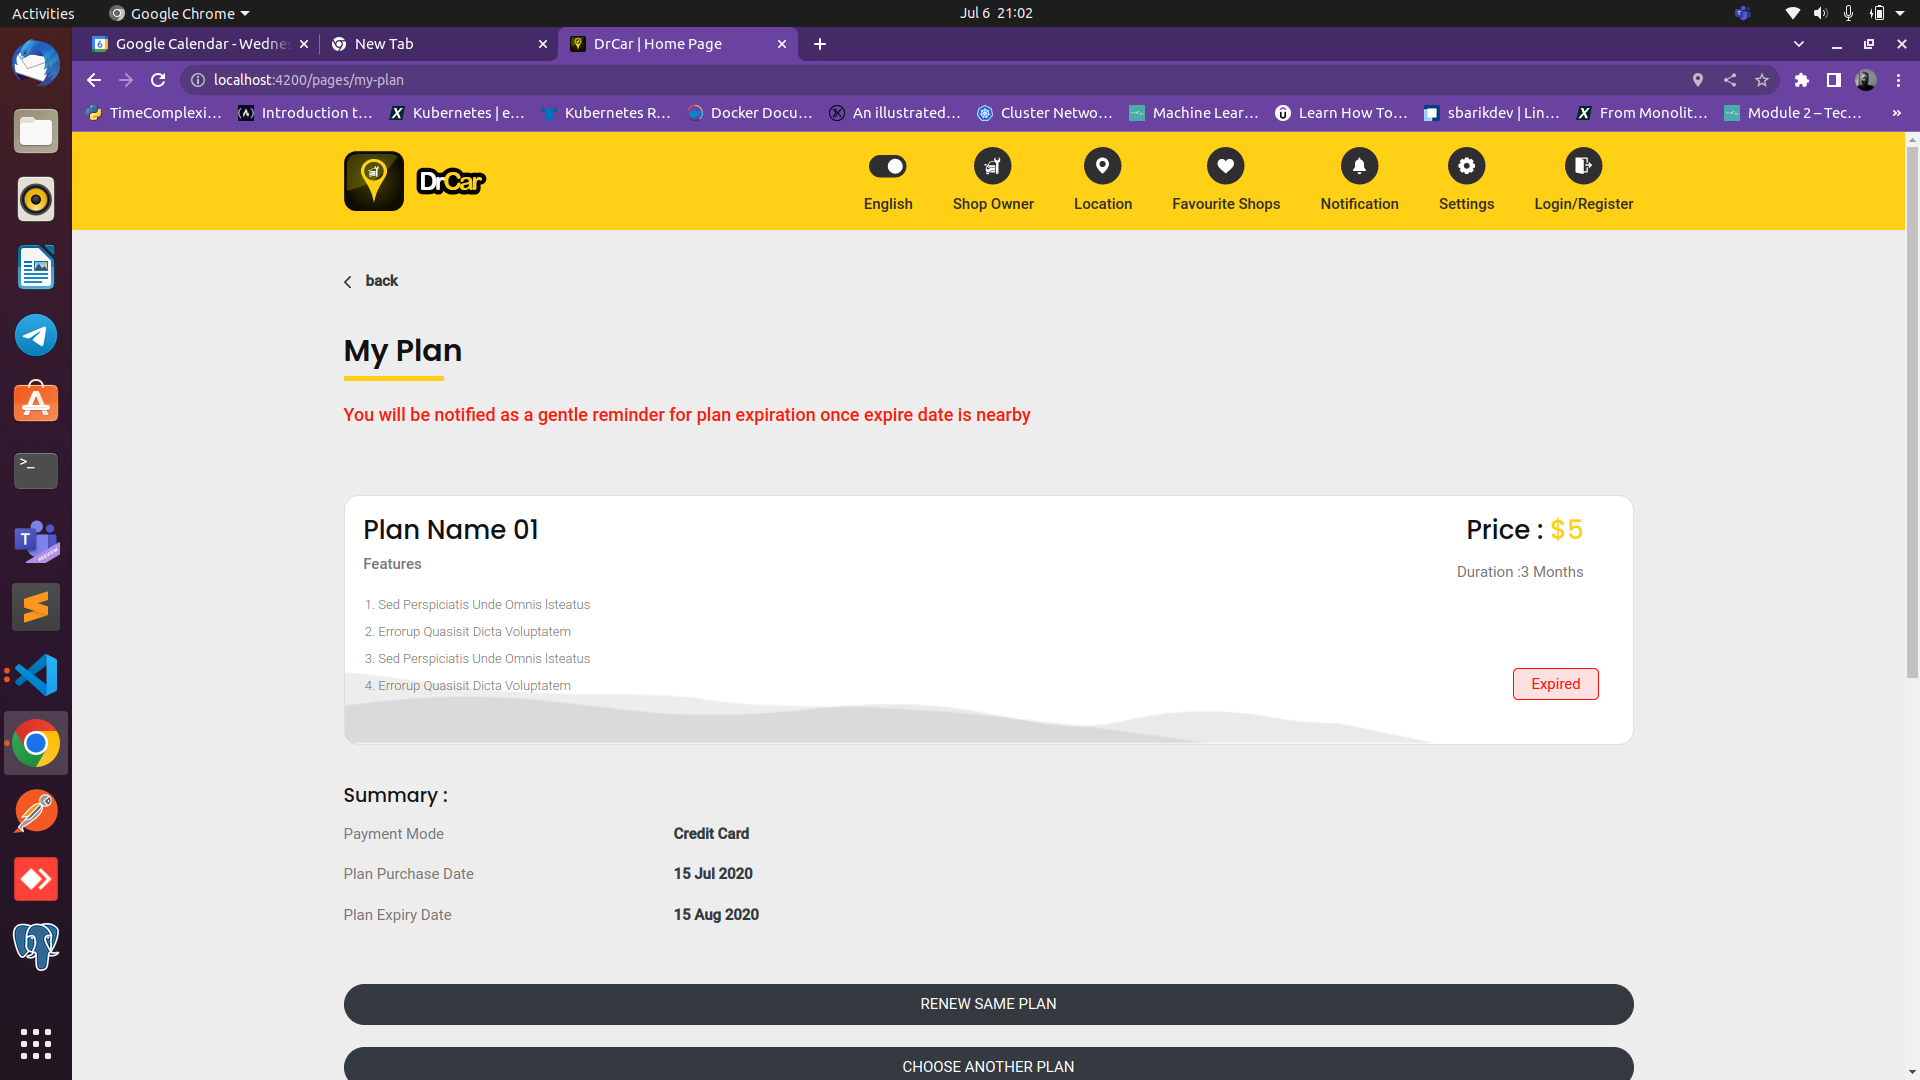 Activities
Google Chrome
Jul 6 21:02
Google Calendar - Wednes
New Tab
DrCar | Home Page
localhost:4200/pages/my-plan
TimeComplexi…
Introduction t…
Kubernetes | e…
Kubernetes R…
Docker Docu…
An illustrated…
Cluster Netwo…
Machine Lear…
Learn How To…
sbarikdev | Lin…
From Monolit…
Module 2 – Tec…
»
DrCar
English
Shop Owner
Location
Favourite Shops
Notification
Settings
Login/Register
back
My Plan
You will be notified as a gentle reminder for plan expiration once expire date is nearby
Plan Name 01
Price : $5
Features
Duration :3 Months
1. Sed Perspiciatis Unde Omnis lsteatus
2. Errorup Quasisit Dicta Voluptatem
3. Sed Perspiciatis Unde Omnis lsteatus
4. Errorup Quasisit Dicta Voluptatem
Expired
Summary :
Payment Mode
Credit Card
Plan Purchase Date
15 Jul 2020
Plan Expiry Date
15 Aug 2020
RENEW SAME PLAN
CHOOSE ANOTHER PLAN